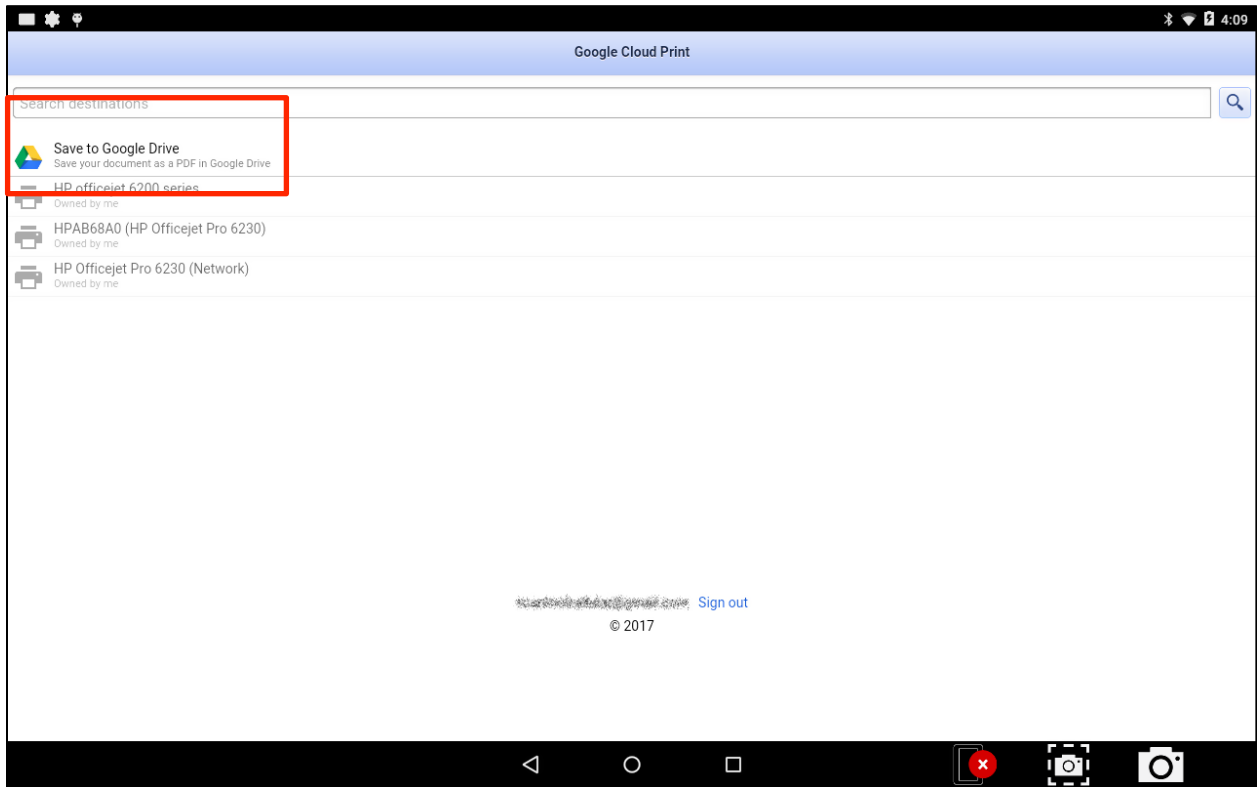 4:09
Google Cloud Print
Search destinations
Save to Google Drive
Save your document as a PDF in Google Drive
HP officejet 6200 series
Owned by me
HPAB68A0 (HP Officejet Pro 6230)
Owned by me
HP Officejet Pro 6230 (Network)
Owned by me
Sign out
© 2017